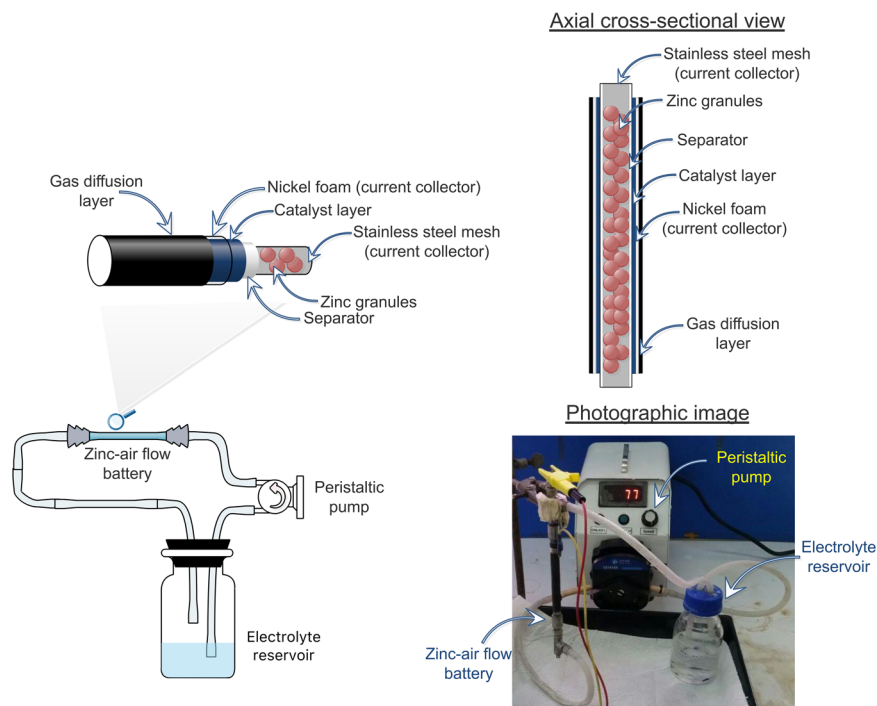 Axial cross-sectional view
Stainless steel mesh
(current collector)
Zinc granules
Separator
Catalyst layer
Nickel foam
(current collector)
Gas diffusion
layer
Gas diffusion
layer
Nickel foam (current collector)
Catalyst layer
Stainless steel mesh
(current collector)
Zinc granules
Separator
Zinc-air flow
battery
Peristaltic
pump
Electrolyte
reservoir
Photographic image
Peristaltic
pump
77
Electrolyte
reservoir
Zinc-air flow
battery